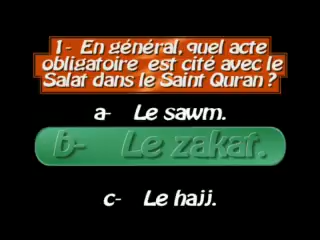 1- En général, quel acte
obligatoire est cité avec le
Salat dans le Saint Quran ?
a- Le sawm.
b- Le zakat.
c- Le hajj.